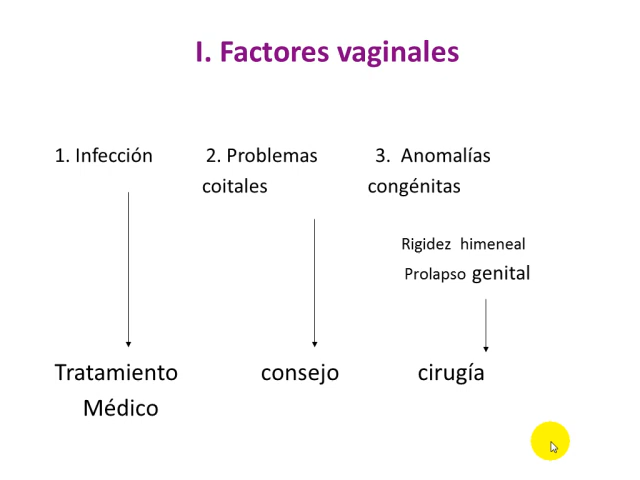 I. Factores vaginales
1. Infección
2. Problemas
coitales
3. Anomalías
congénitas
Rigidez himeneal
Prolapso genital
Tratamiento
Médico
consejo
cirugía